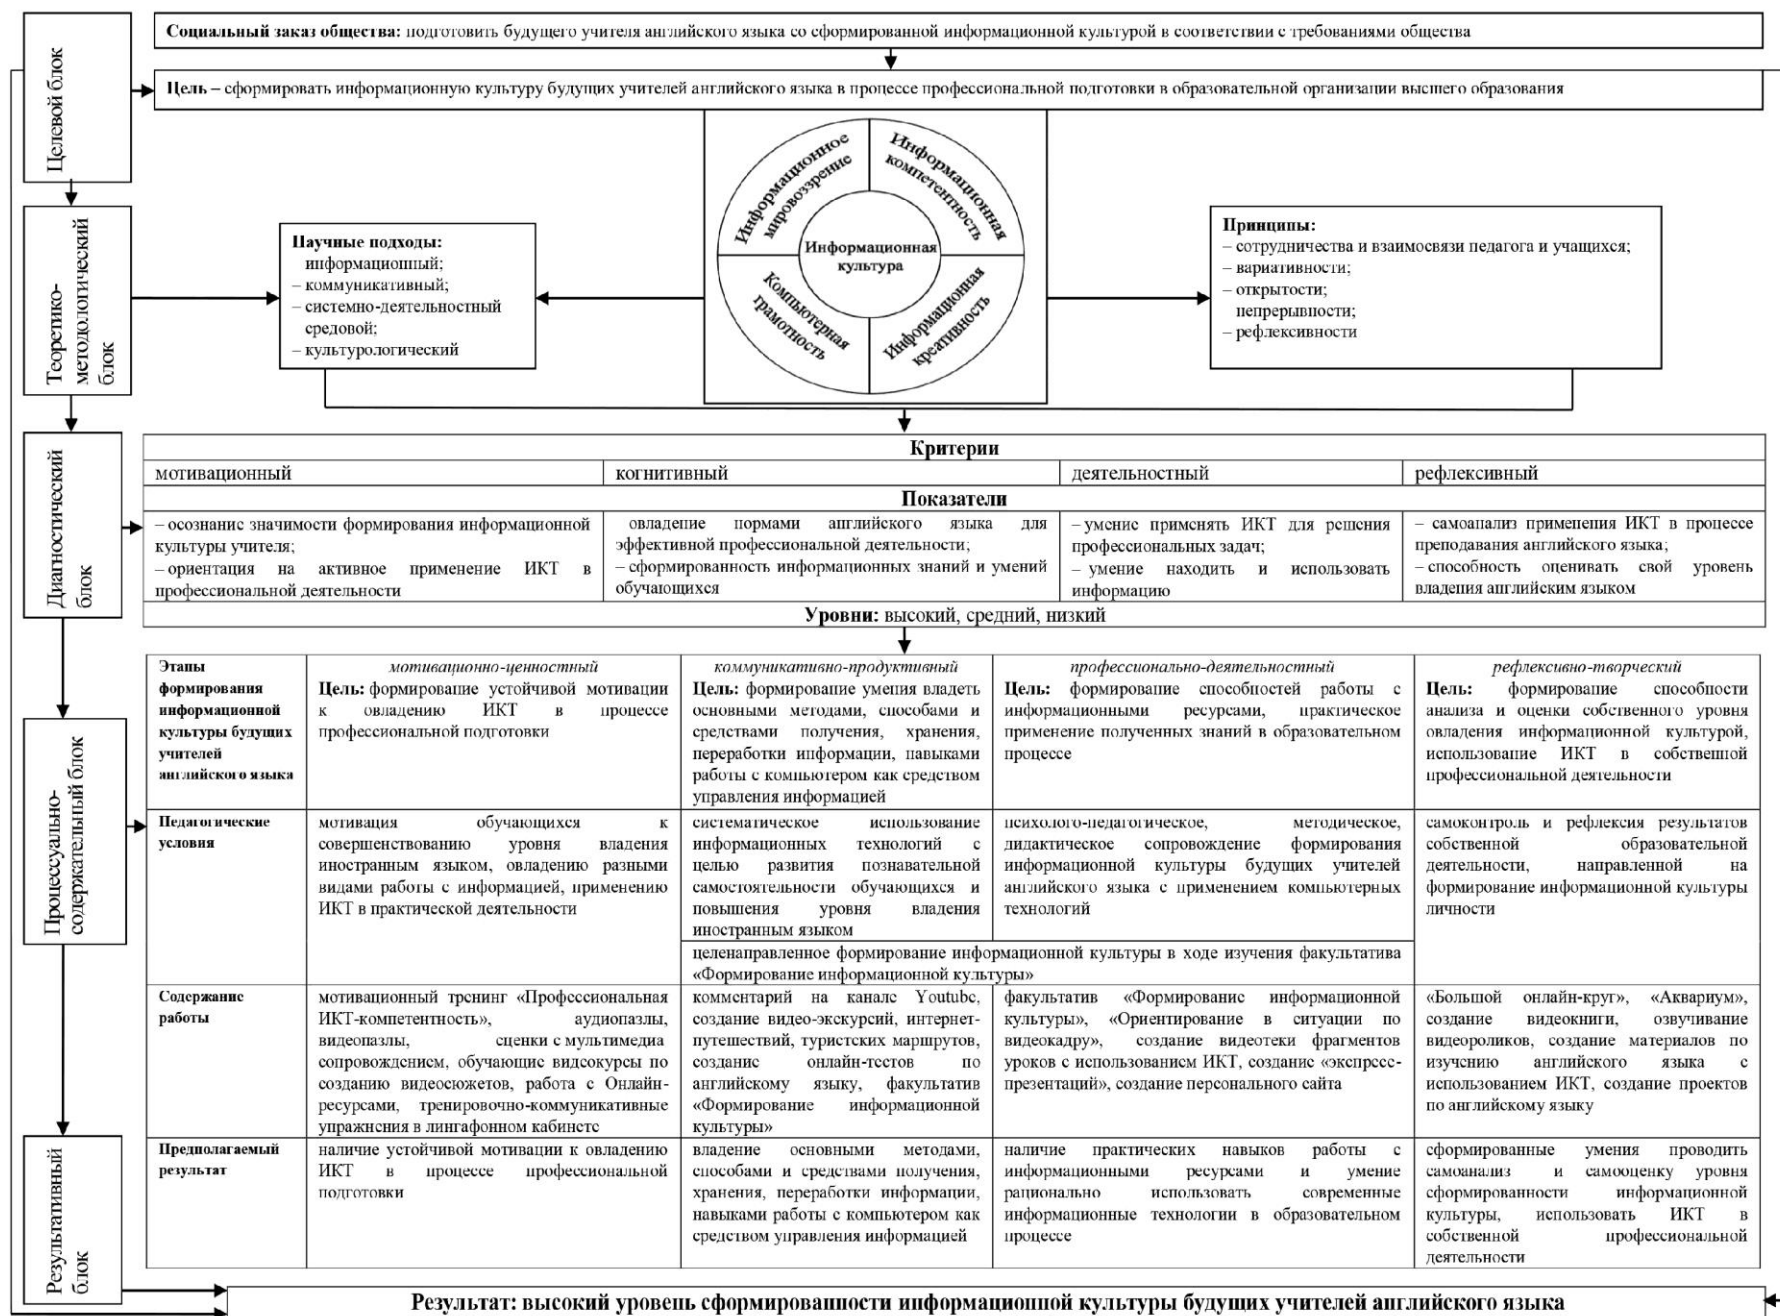 Целевой блок
Социальный заказ общества: подготовить будущего учителя английского языка со сформированной информационной культурой в соответствии с требованиями общества
Цель – сформировать информационную культуру будущих учителей английского языка в процессе профессиональной подготовки в образовательной организации высшего образования
Теоретико-
методологический
блок
Научные подходы:
информационный;
– коммуникативный;
– системно-деятельностный
средовой;
– культурологический
Информационное
мировоззрение
Информационная
компетентность
Информационная
культура
Компьютерная
грамотность
Информационная
креативность
Принципы:
– сотрудничества и взаимосвязи педагога и учащихся;
– вариативности;
– открытости;
непрерывности;
– рефлексивности
Диагностический
блок
Критерии
мотивационный
когнитивный
деятельностный
рефлексивный
Показатели
– осознание значимости формирования информационной
культуры учителя;
– ориентация на активное применение ИКТ в
профессиональной деятельности
овладение нормами английского языка для
эффективной профессиональной деятельности;
– сформированность информационных знаний и умений
обучающихся
– умение применять ИКТ для решения
профессиональных задач;
– умение находить и использовать
информацию
– самоанализ применения ИКТ в процессе
преподавания английского языка;
– способность оценивать свой уровень
владения английским языком
Уровни: высокий, средний, низкий
Процессуально-
содержательный блок
Этапы
формирования
информационной
культуры будущих
учителей
английского языка
мотивационно-ценностный
Цель: формирование устойчивой мотивации
к овладению ИКТ в процессе
профессиональной подготовки
коммуникативно-продуктивный
Цель: формирование умения владеть
основными методами, способами и
средствами получения, хранения,
переработки информации, навыками
работы с компьютером как средством
управления информацией
профессионально-деятельностный
Цель: формирование способностей работы с
информационными ресурсами, практическое
применение полученных знаний в образовательном
процессе
рефлексивно-творческий
Цель: формирование способности
анализа и оценки собственного уровня
овладения информационной культурой,
использование ИКТ в собственной
профессиональной деятельности
Педагогические
условия
мотивация обучающихся к
совершенствованию уровня владения
иностранным языком, овладению разными
видами работы с информацией, применению
ИКТ в практической деятельности
систематическое использование
информационных технологий с
целью развития познавательной
самостоятельности обучающихся и
повышения уровня владения
иностранным языком
психолого-педагогическое, методическое,
дидактическое сопровождение формирования
информационной культуры будущих учителей
английского языка с применением компьютерных
технологий
самоконтроль и рефлексия результатов
собственной образовательной
деятельности, направленной на
формирование информационной культуры
личности
целенаправленное формирование информационной культуры в ходе изучения факультатива
«Формирование информационной культуры»
Содержание
работы
мотивационный тренинг «Профессиональная
ИКТ-компетентность», аудиопазлы,
видеопазлы, сценки с мультимедиа
сопровождением, обучающие видеокурсы по
созданию видеосюжетов, работа с Онлайн-
ресурсами, тренировочно-коммуникативные
упражнения в лингафонном кабинете
комментарий на канале Youtube,
создание видео-экскурсий, интернет-
путешествий, туристских маршрутов,
создание онлайн-тестов по
английскому языку, факультатив
«Формирование информационной
культуры»
факультатив «Формирование информационной
культуры», «Ориентирование в ситуации по
видеокадру», создание видеотеки фрагментов
уроков с использованием ИКТ, создание «экспресс-
презентаций», создание персонального сайта
«Большой онлайн-круг», «Аквариум»,
создание видеокниги, озвучивание
видеороликов, создание материалов по
изучению английского языка с
использованием ИКТ, создание проектов
по английскому языку
Результативный
блок
Предполагаемый
результат
наличие устойчивой мотивации к овладению
ИКТ в процессе профессиональной
подготовки
владение основными методами,
способами и средствами получения,
хранения, переработки информации,
навыками работы с компьютером как
средством управления информацией
наличие практических навыков работы с
информационными ресурсами и умение
рационально использовать современные
информационные технологии в образовательном
процессе
сформированные умения проводить
самоанализ и самооценку уровня
сформированности информационной
культуры, использовать ИКТ в
собственной профессиональной
деятельности
Результат: высокий уровень сформированности информационной культуры будущих учителей английского языка